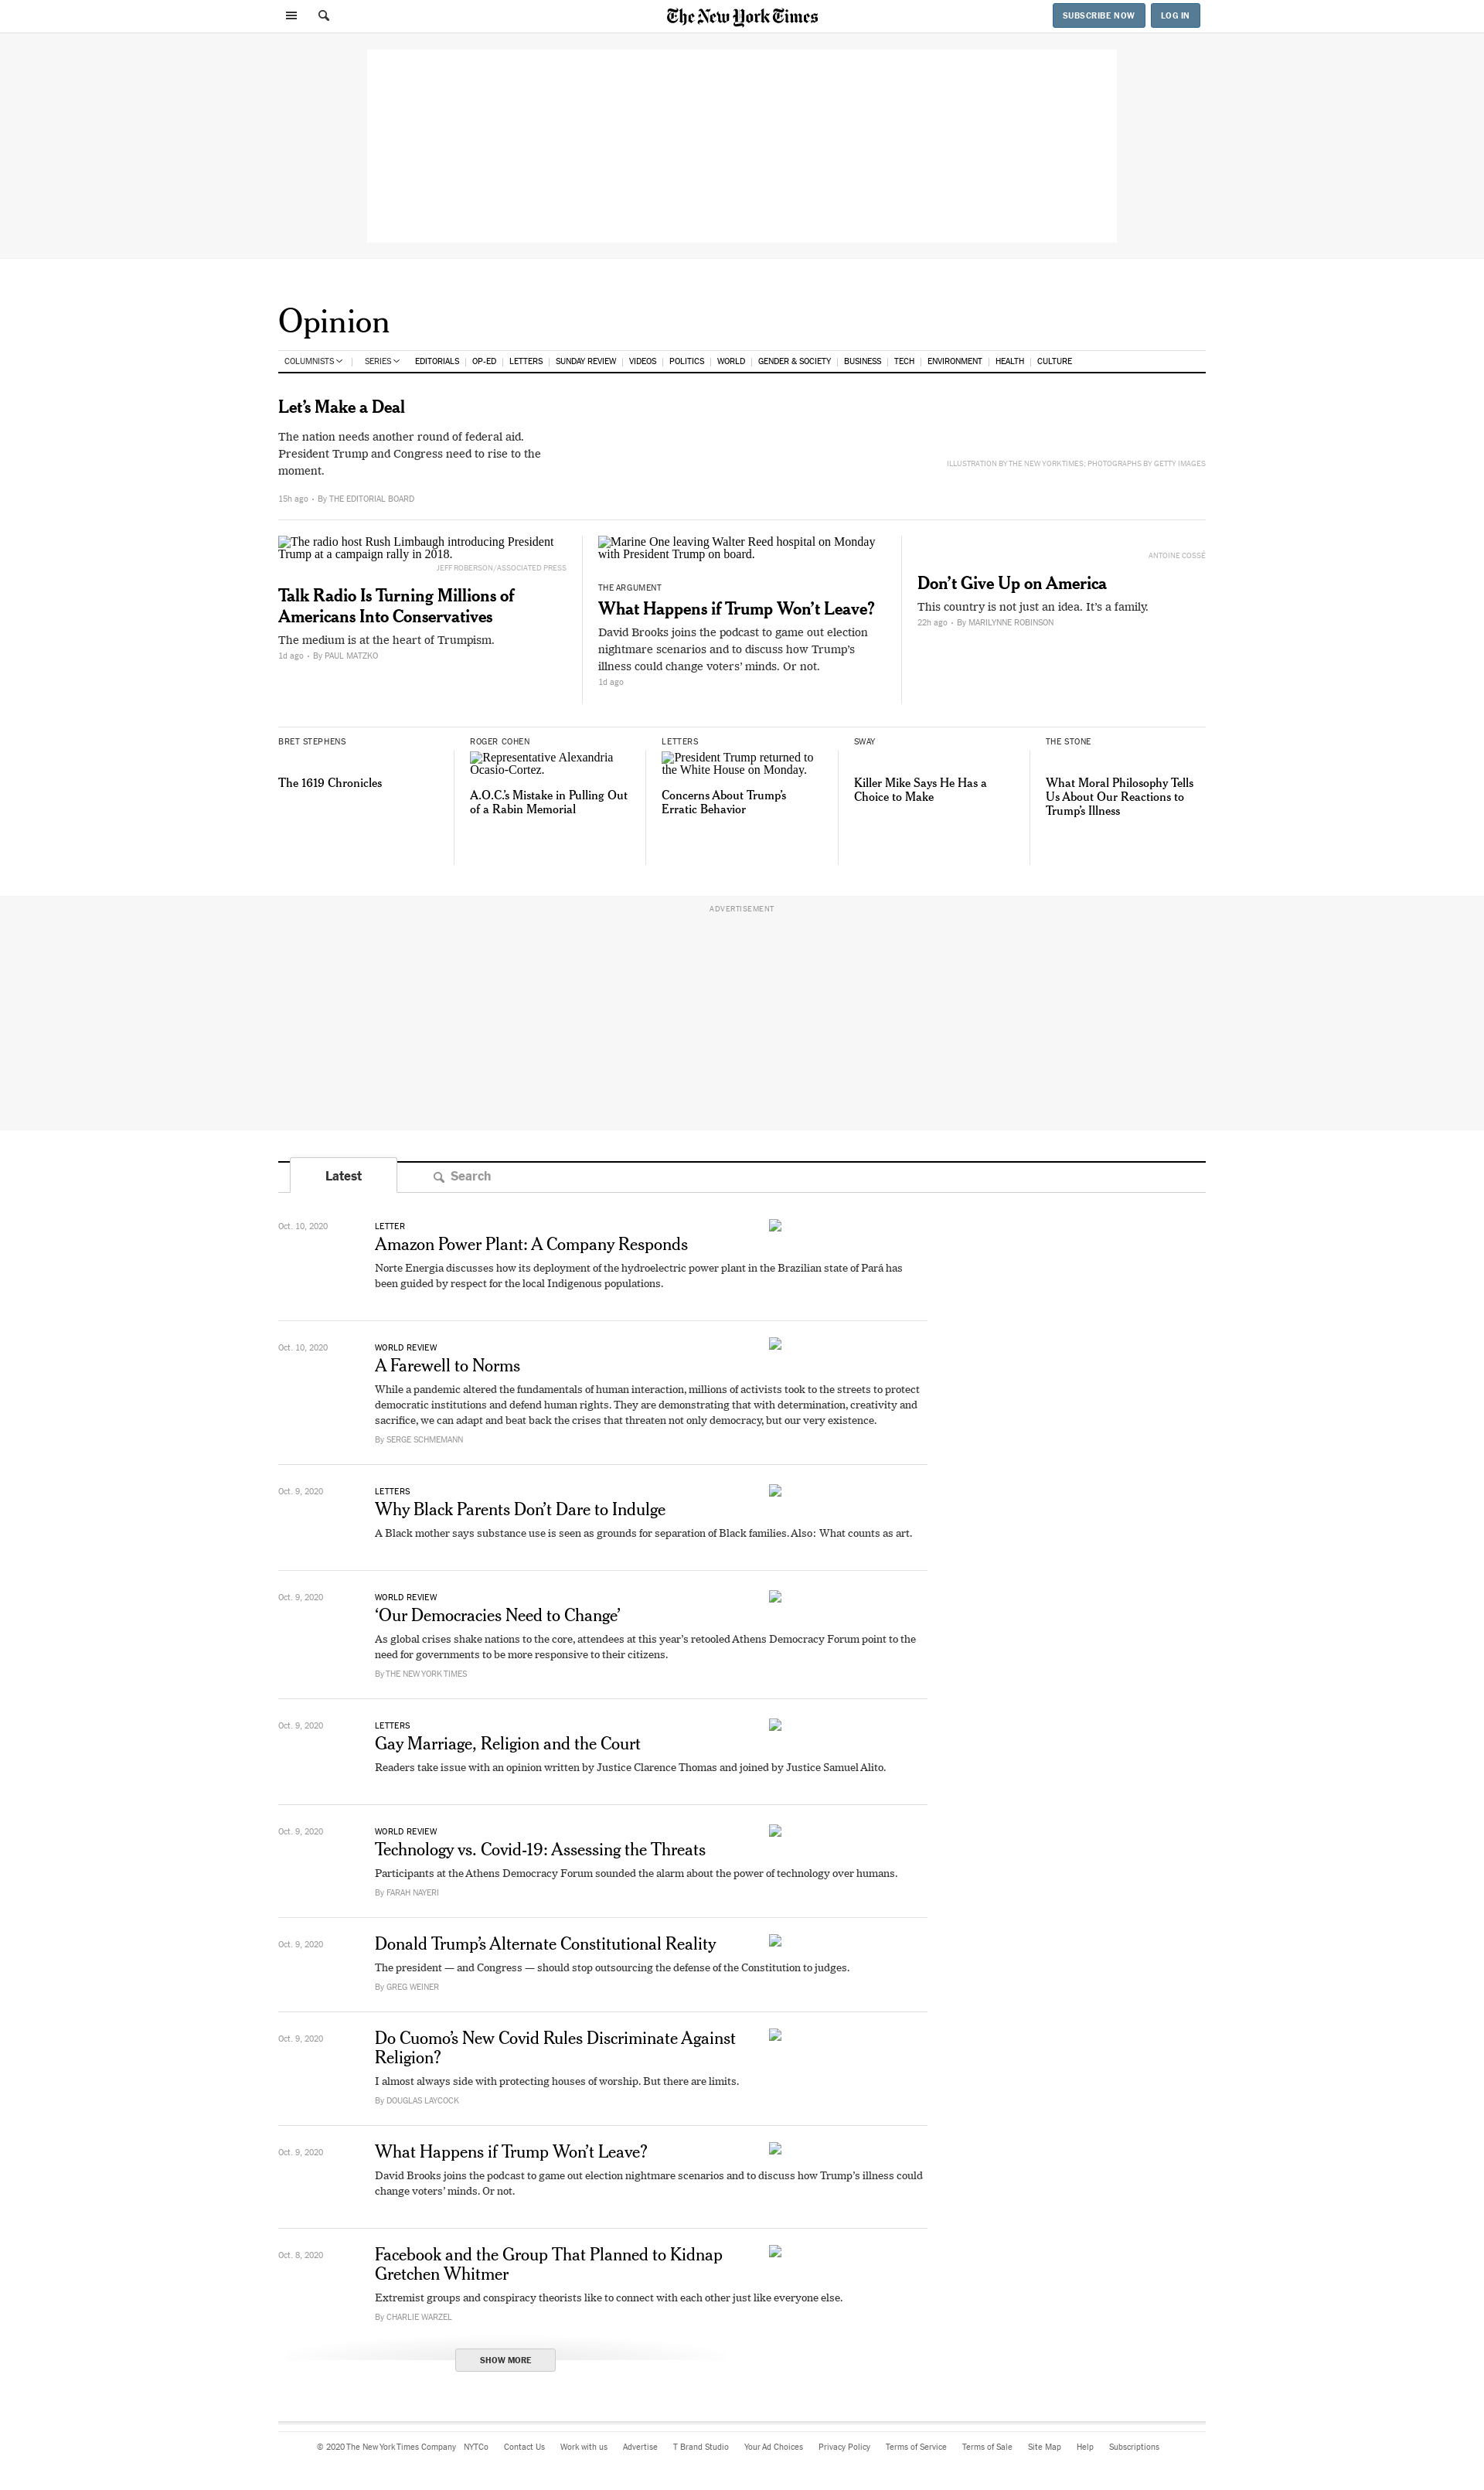 The New York Times
SUBSCRIBE NOW
LOG IN
Opinion
COLUMNISTS
SERIES
EDITORIALS
OP-ED
LETTERS
SUNDAY REVIEW
VIDEOS
POLITICS
WORLD
GENDER & SOCIETY
BUSINESS
TECH
ENVIRONMENT
HEALTH
CULTURE
Let’s Make a Deal
The nation needs another round of federal aid.
President Trump and Congress need to rise to the
moment.
15h ago • By THE EDITORIAL BOARD
ILLUSTRATION BY THE NEW YORK TIMES; PHOTOGRAPHS BY GETTY IMAGES
The radio host Rush Limbaugh introducing President
Trump at a campaign rally in 2018.
JEFF ROBERSON/ASSOCIATED PRESS
Talk Radio Is Turning Millions of
Americans Into Conservatives
The medium is at the heart of Trumpism.
1d ago • By PAUL MATZKO
Marine One leaving Walter Reed hospital on Monday
with President Trump on board.
THE ARGUMENT
What Happens if Trump Won’t Leave?
David Brooks joins the podcast to game out election
nightmare scenarios and to discuss how Trump’s
illness could change voters’ minds. Or not.
1d ago
ANTOINE COSSÉ
Don’t Give Up on America
This country is not just an idea. It’s a family.
22h ago • By MARILYNNE ROBINSON
BRET STEPHENS
The 1619 Chronicles
ROGER COHEN
Representative Alexandria
Ocasio-Cortez.
A.O.C.’s Mistake in Pulling Out
of a Rabin Memorial
LETTERS
President Trump returned to
the White House on Monday.
Concerns About Trump’s
Erratic Behavior
SWAY
Killer Mike Says He Has a
Choice to Make
THE STONE
What Moral Philosophy Tells
Us About Our Reactions to
Trump’s Illness
ADVERTISEMENT
Latest
Search
Oct. 10, 2020
LETTER
Amazon Power Plant: A Company Responds
Norte Energia discusses how its deployment of the hydroelectric power plant in the Brazilian state of Pará has
been guided by respect for the local Indigenous populations.
Oct. 10, 2020
WORLD REVIEW
A Farewell to Norms
While a pandemic altered the fundamentals of human interaction, millions of activists took to the streets to protect
democratic institutions and defend human rights. They are demonstrating that with determination, creativity and
sacrifice, we can adapt and beat back the crises that threaten not only democracy, but our very existence.
By SERGE SCHMEMANN
Oct. 9, 2020
LETTERS
Why Black Parents Don’t Dare to Indulge
A Black mother says substance use is seen as grounds for separation of Black families. Also: What counts as art.
Oct. 9, 2020
WORLD REVIEW
‘Our Democracies Need to Change’
As global crises shake nations to the core, attendees at this year’s retooled Athens Democracy Forum point to the
need for governments to be more responsive to their citizens.
By THE NEW YORK TIMES
Oct. 9, 2020
LETTERS
Gay Marriage, Religion and the Court
Readers take issue with an opinion written by Justice Clarence Thomas and joined by Justice Samuel Alito.
Oct. 9, 2020
WORLD REVIEW
Technology vs. Covid-19: Assessing the Threats
Participants at the Athens Democracy Forum sounded the alarm about the power of technology over humans.
By FARAH NAYERI
Oct. 9, 2020
Donald Trump’s Alternate Constitutional Reality
The president — and Congress — should stop outsourcing the defense of the Constitution to judges.
By GREG WEINER
Oct. 9, 2020
Do Cuomo’s New Covid Rules Discriminate Against
Religion?
I almost always side with protecting houses of worship. But there are limits.
By DOUGLAS LAYCOCK
Oct. 9, 2020
What Happens if Trump Won’t Leave?
David Brooks joins the podcast to game out election nightmare scenarios and to discuss how Trump’s illness could
change voters’ minds. Or not.
Oct. 8, 2020
Facebook and the Group That Planned to Kidnap
Gretchen Whitmer
Extremist groups and conspiracy theorists like to connect with each other just like everyone else.
By CHARLIE WARZEL
SHOW MORE
© 2020 The New York Times Company
NYTCo
Contact Us
Work with us
Advertise
T Brand Studio
Your Ad Choices
Privacy Policy
Terms of Service
Terms of Sale
Site Map
Help
Subscriptions